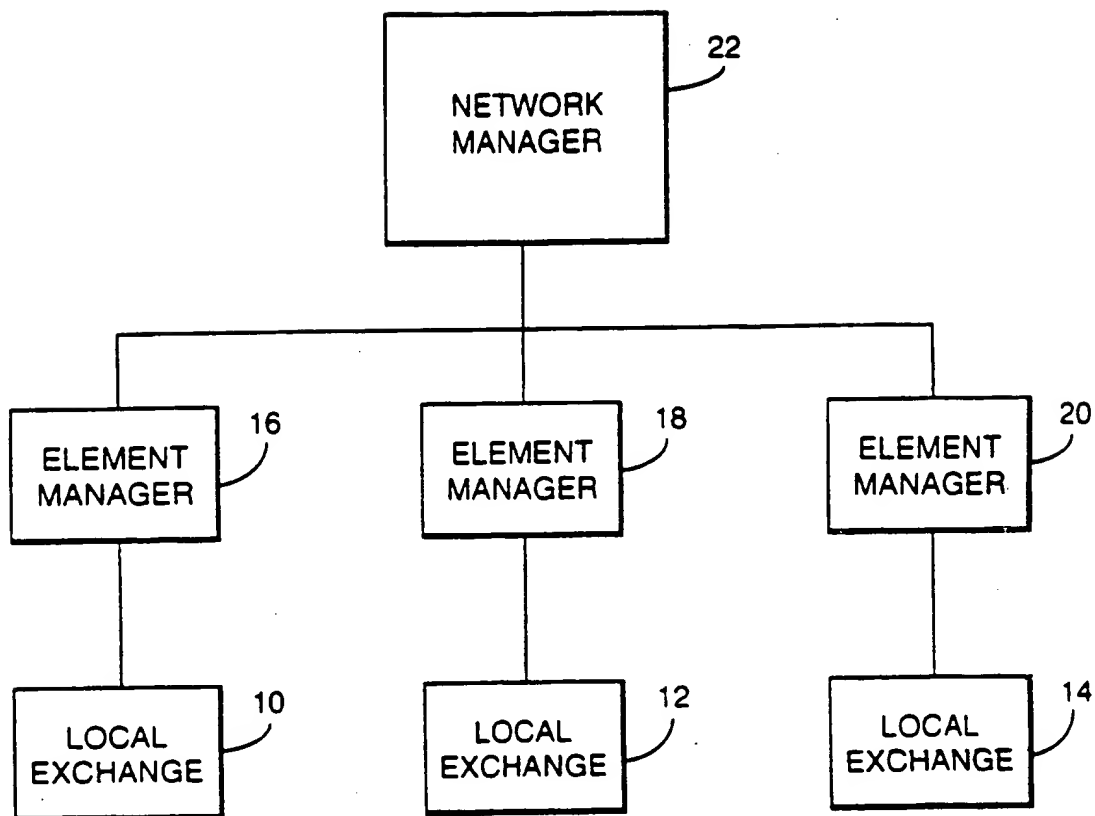 22
NETWORK
MANAGER
16
ELEMENT
MANAGER
18
ELEMENT
MANAGER
20
ELEMENT
MANAGER
10
LOCAL
EXCHANGE
12
LOCAL
EXCHANGE
14
LOCAL
EXCHANGE